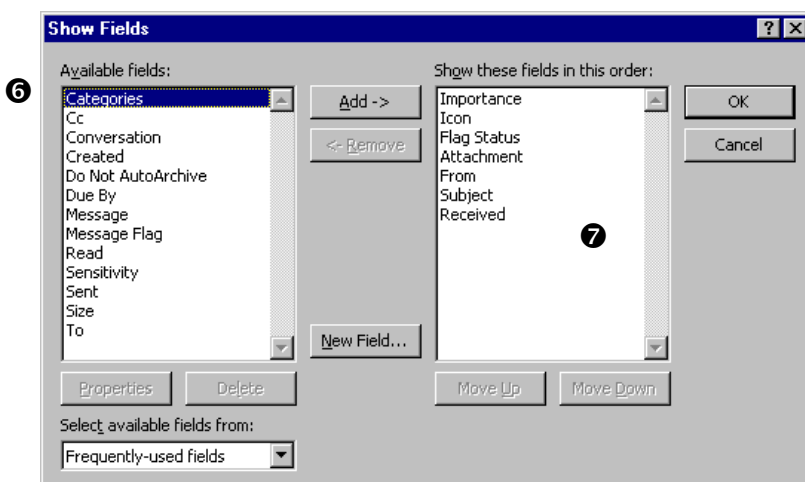 Show Fields
❻
Available fields:
Categories
Cc
Conversation
Created
Do Not AutoArchive
Due By
Message
Message Flag
Read
Sensitivity
Sent
Size
To
Add ->
<- Remove
New Field...
Show these fields in this order:
Importance
Icon
Flag Status
Attachment
From
Subject
Received
❼
OK
Cancel
Properties
Delete
Move Up
Move Down
Select available fields from:
Frequently-used fields